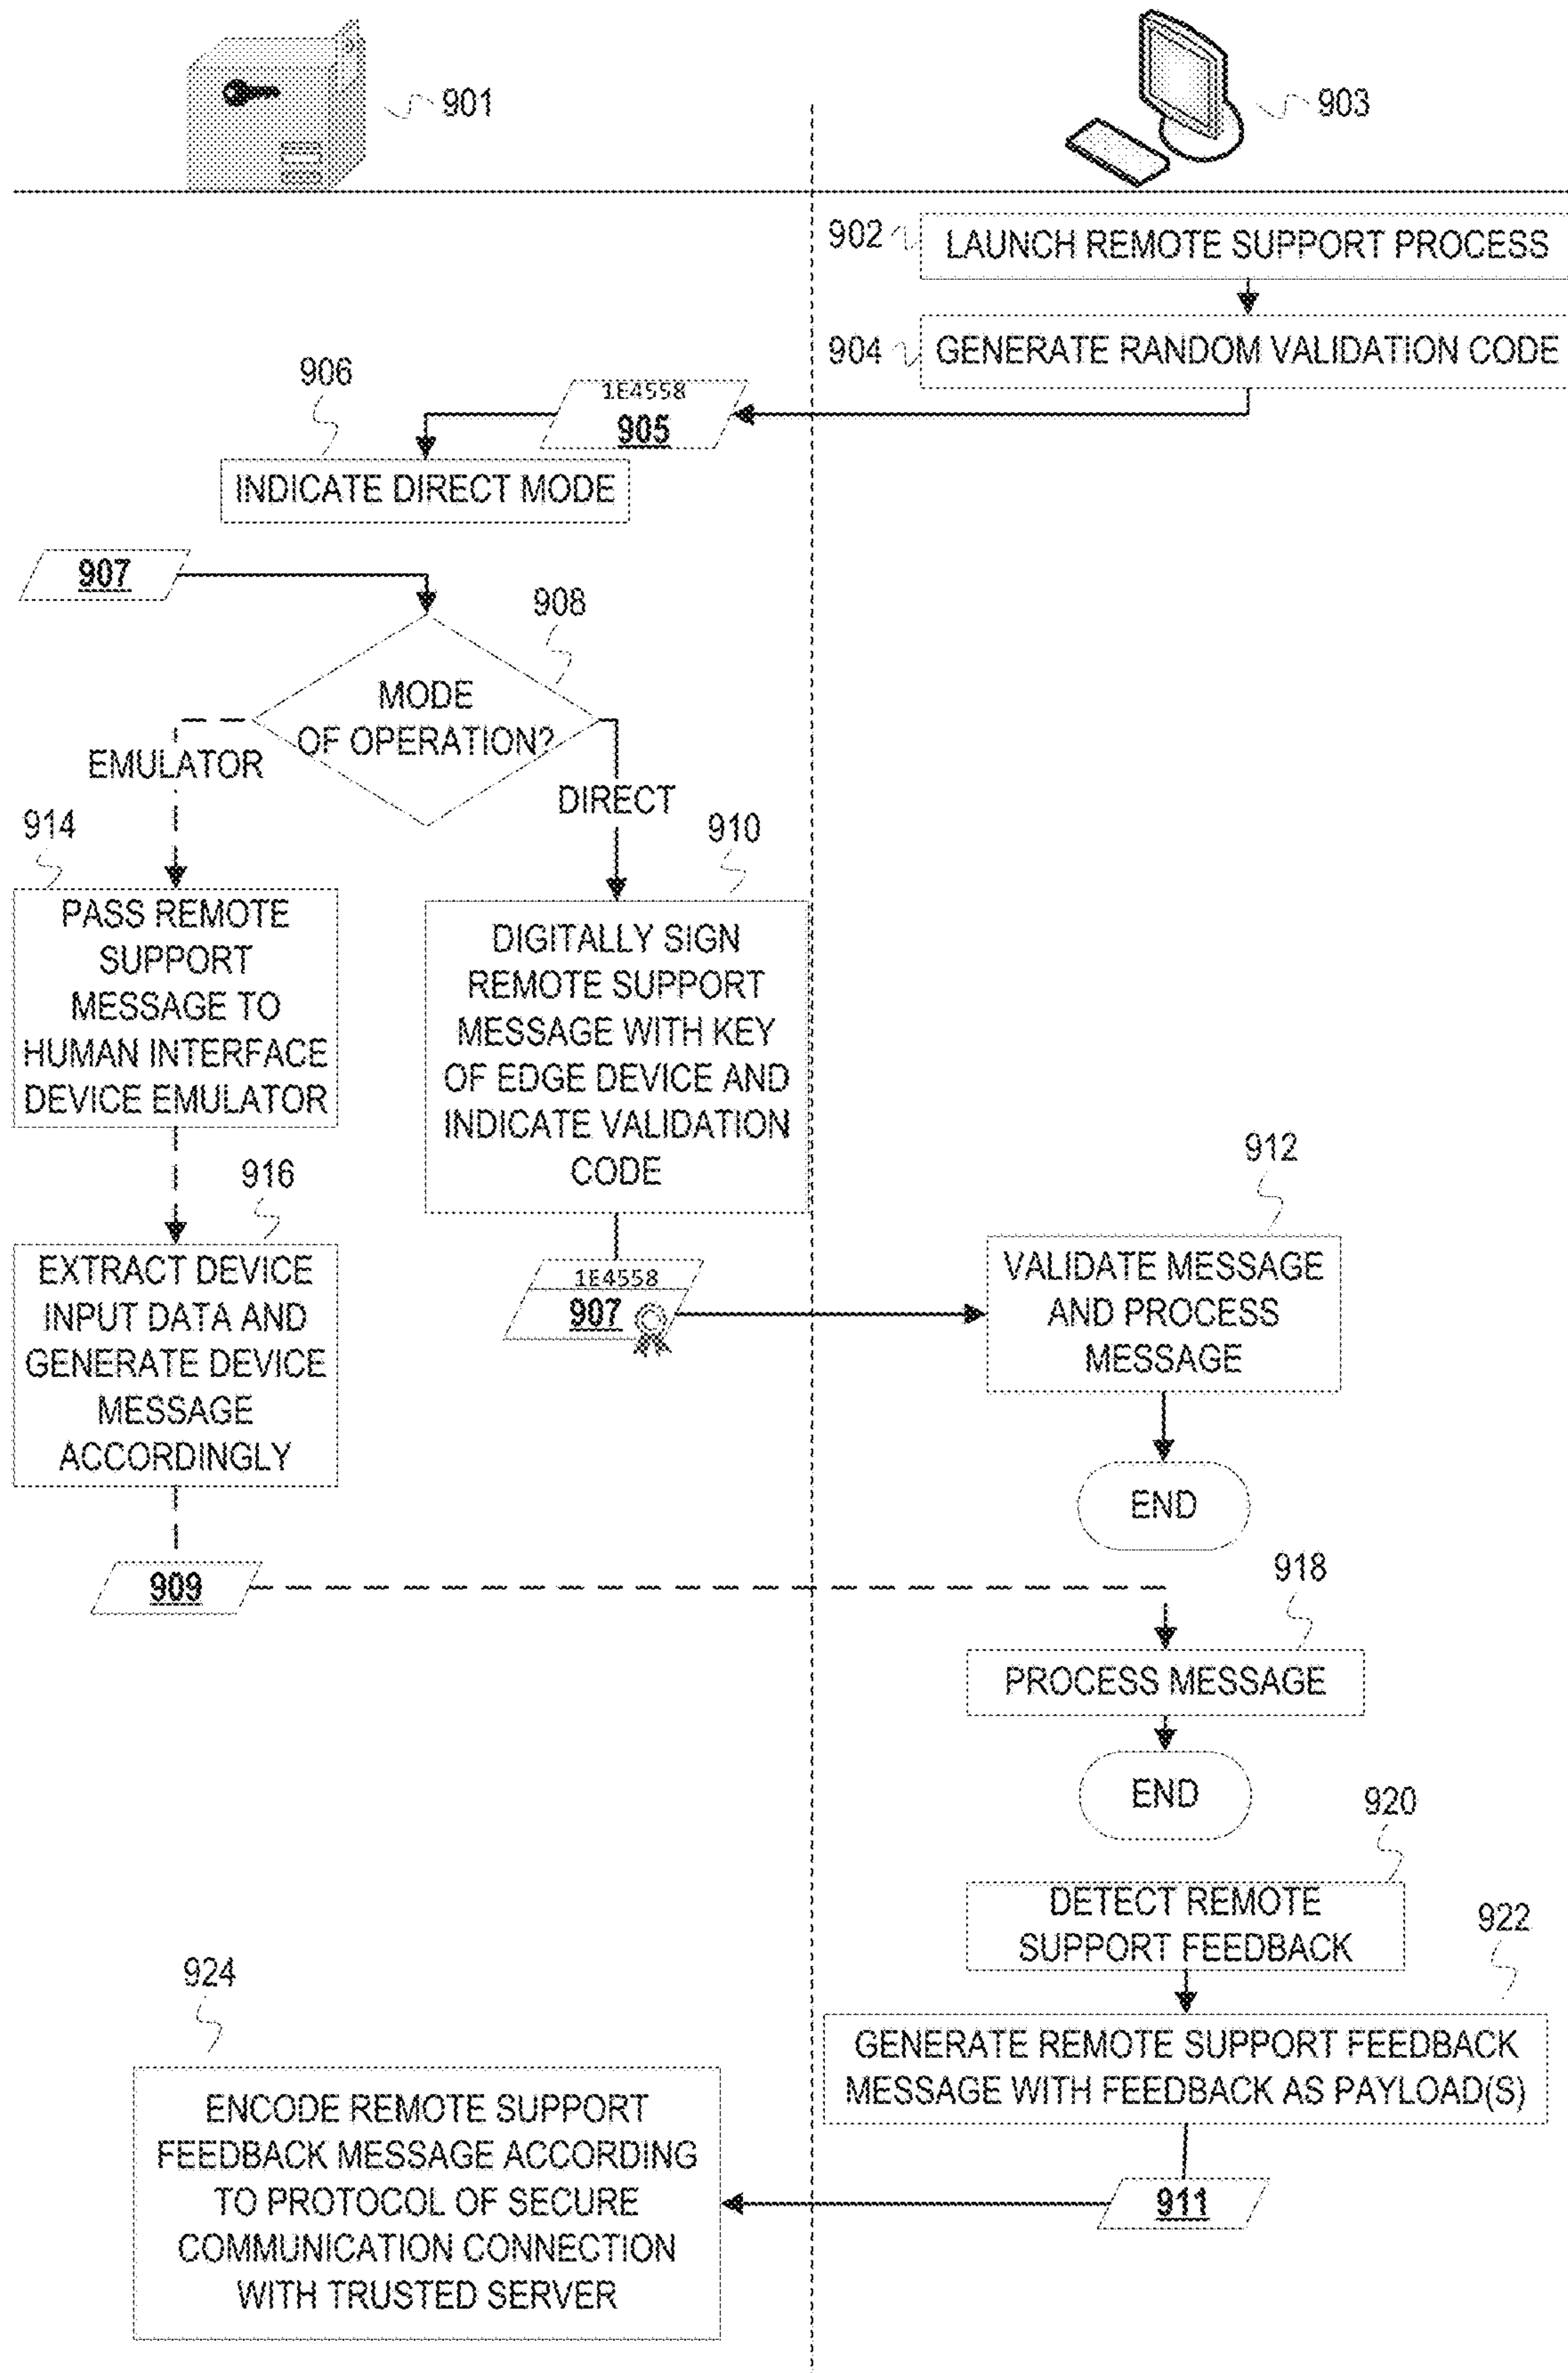 901
903
902
LAUNCH REMOTE SUPPORT PROCESS
904
GENERATE RANDOM VALIDATION CODE
906
1E4558
905
INDICATE DIRECT MODE
907
908
MODE
OF OPERATION?
EMULATOR
DIRECT
914
910
PASS REMOTE
SUPPORT
MESSAGE TO
HUMAN INTERFACE
DEVICE EMULATOR
DIGITALLY SIGN
REMOTE SUPPORT
MESSAGE WITH KEY
OF EDGE DEVICE AND
INDICATE VALIDATION
CODE
916
912
EXTRACT DEVICE
INPUT DATA AND
GENERATE DEVICE
MESSAGE
ACCORDINGLY
1E4558
907
VALIDATE MESSAGE
AND PROCESS
MESSAGE
END
909
918
PROCESS MESSAGE
END
920
DETECT REMOTE
SUPPORT FEEDBACK
922
GENERATE REMOTE SUPPORT FEEDBACK
MESSAGE WITH FEEDBACK AS PAYLOAD(S)
911
924
ENCODE REMOTE SUPPORT
FEEDBACK MESSAGE ACCORDING
TO PROTOCOL OF SECURE
COMMUNICATION CONNECTION
WITH TRUSTED SERVER